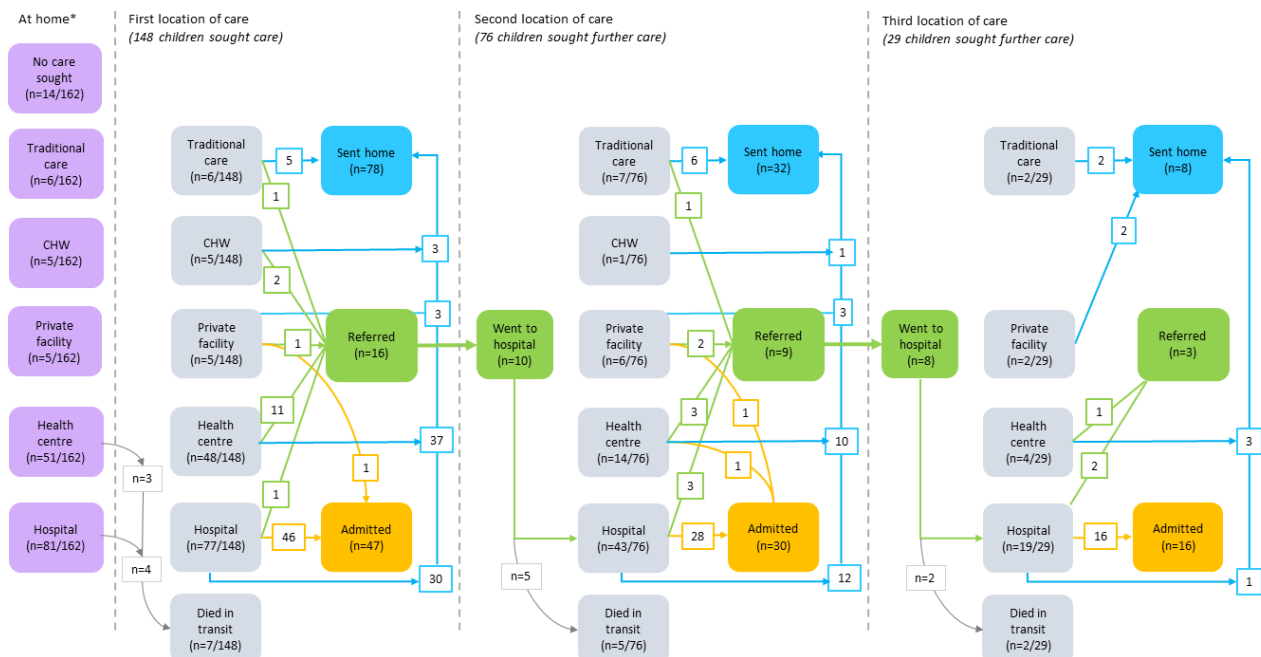 At home*
No care
sought
(n=14/162)
Traditional
care
(n=6/162)
CHW
(n=5/162)
Private
facility
(n=5/162)
Health
centre
(n=51/162)
Hospital
(n=81/162)
n=3
n=4
First location of care
(148 children sought care)
Traditional
care
(n=6/148)
5
Sent home
(n=78)
1
CHW
(n=5/148)
3
2
Private
facility
(n=5/148)
3
1
Referred
(n=16)
11
Health
centre
(n=48/148)
37
1
1
Hospital
(n=77/148)
46
Admitted
(n=47)
30
Died in
transit
(n=7/148)
Second location of care
(76 children sought further care)
Went to
hospital
(n=10)
n=5
Traditional
care
(n=7/76)
6
Sent home
(n=32)
1
CHW
(n=1/76)
1
Private
facility
(n=6/76)
3
2
Referred
(n=9)
3
1
Health
centre
(n=14/76)
10
1
3
Hospital
(n=43/76)
28
Admitted
(n=30)
12
Died in
transit
(n=5/76)
Third location of care
(29 children sought further care)
Went to
hospital
(n=8)
n=2
Traditional
care
(n=2/29)
2
Sent home
(n=8)
2
Private
facility
(n=2/29)
Referred
(n=3)
1
Health
centre
(n=4/29)
3
2
Hospital
(n=19/29)
16
Admitted
(n=16)
1
Died in
transit
(n=2/29)